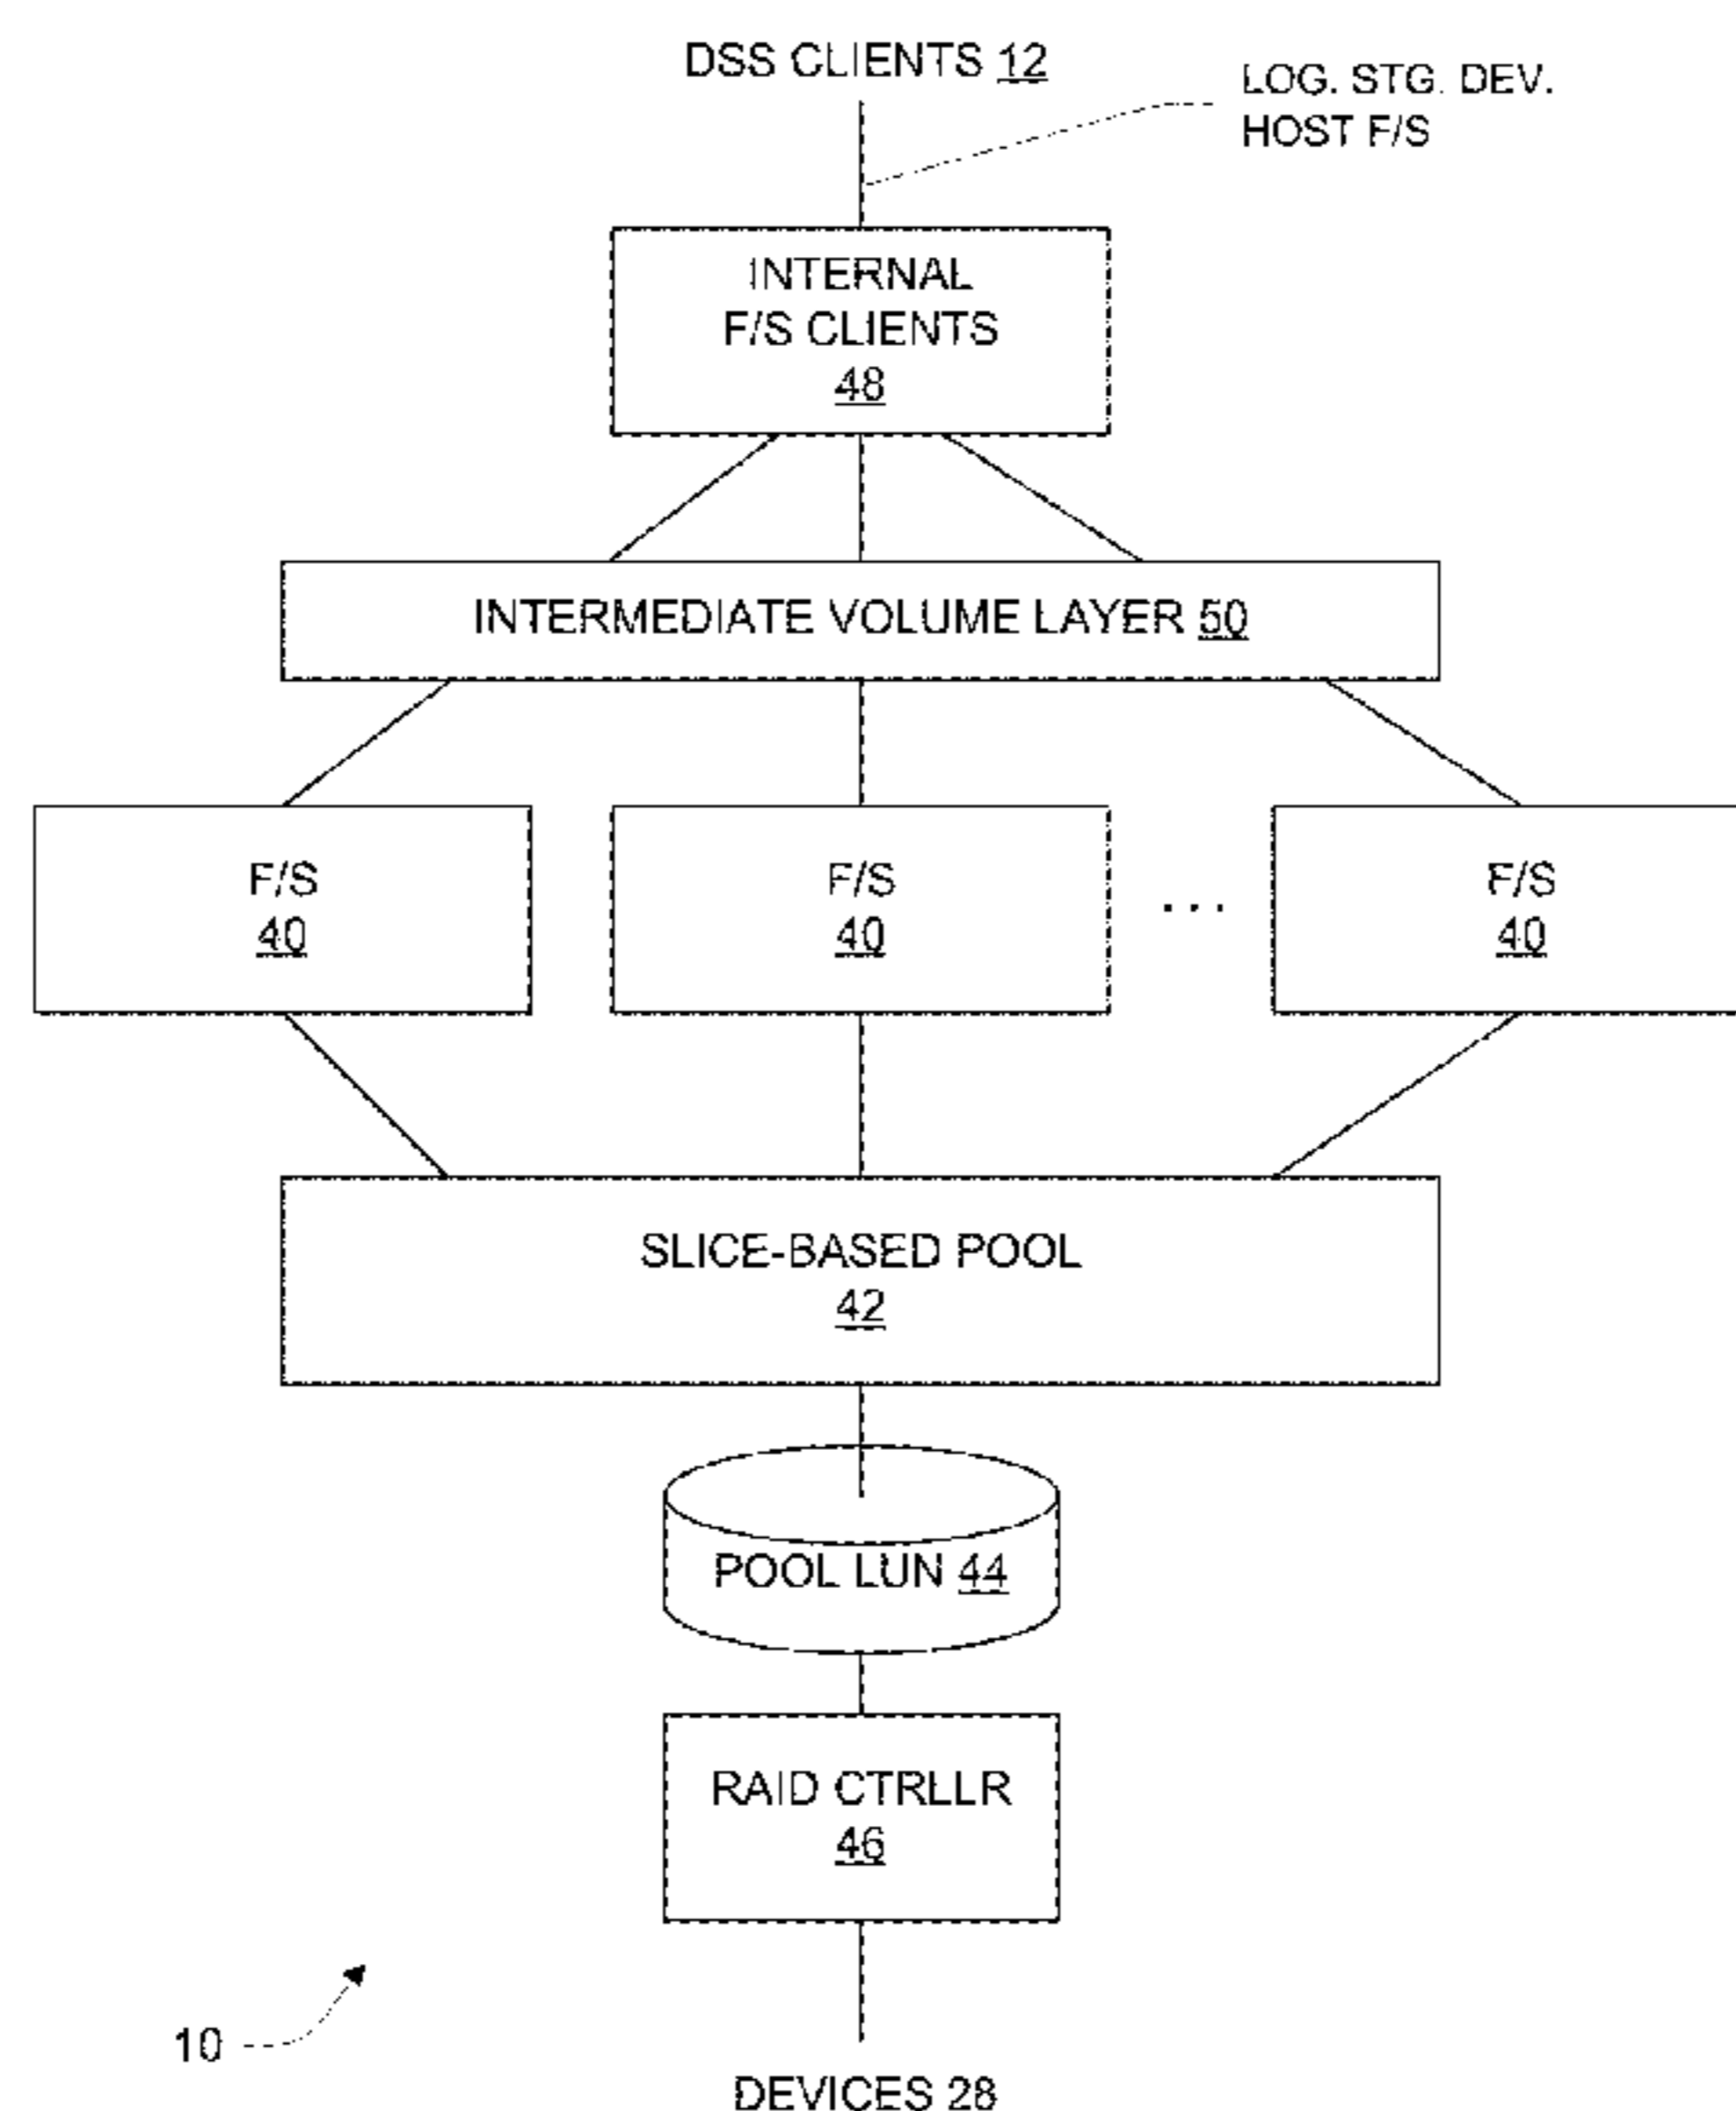 DSS CLIENTS 12
LOG. STG. DEV.
HOST F/S
INTERNAL
F/S CLIENTS
48
INTERMEDIATE VOLUME LAYER 50
F/S
40
F/S
40
...
F/S
40
SLICE-BASED POOL
42
POOL LUN 44
RAID CTRLLR
46
10
DEVICES 28